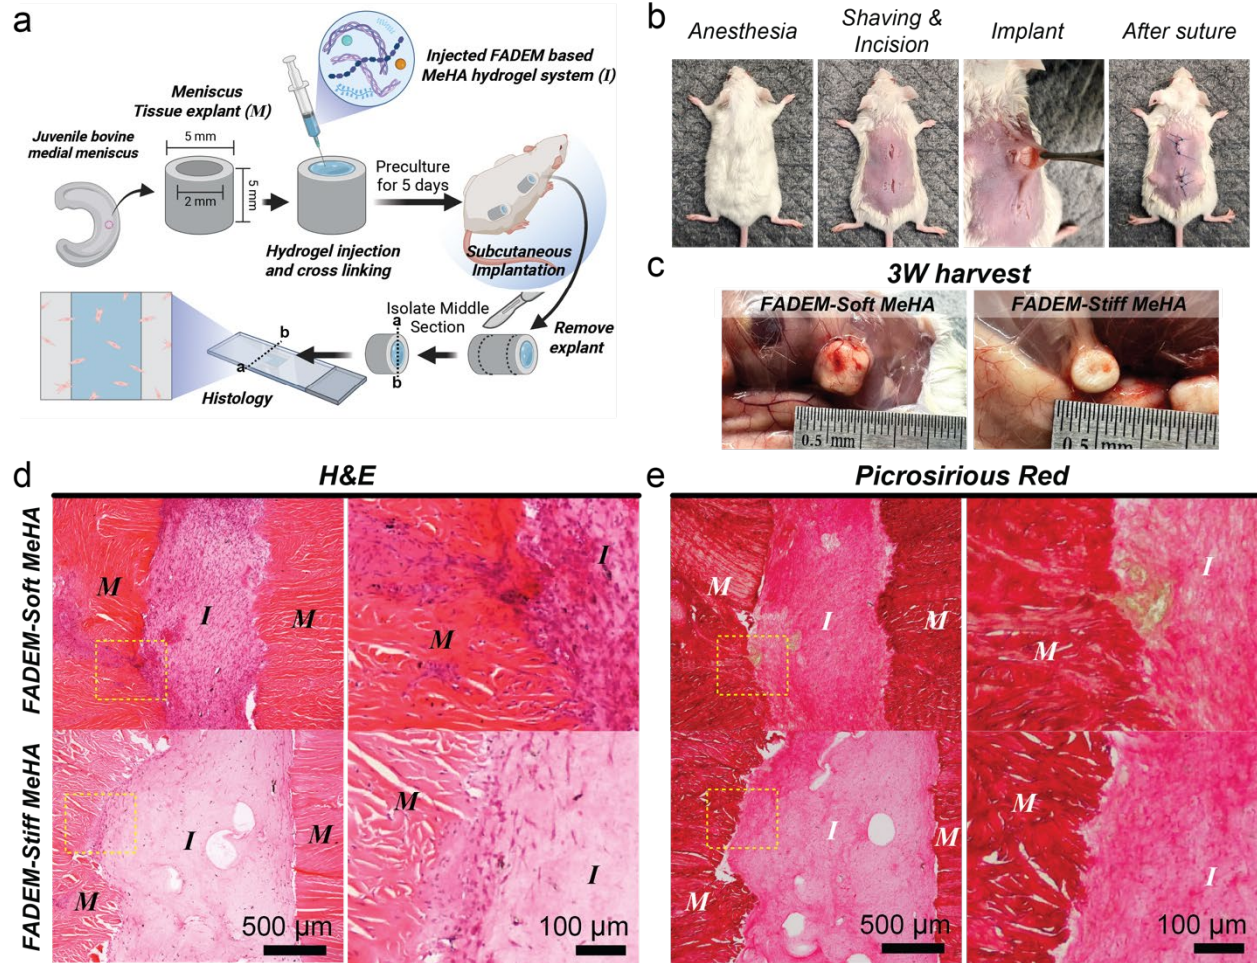 a
Injected FADEM based
MeHA hydrogel system (I)
Meniscus
Tissue explant (M)
Juvenile bovine
medial meniscus
5 mm
2 mm
5 mm
Preculture
for 5 days
Hydrogel injection
and cross linking
Subcutaneous
Implantation
Isolate Middle
Section
Remove
explant
a
b
b
a
Histology
b
Anesthesia
Shaving &
Incision
Implant
After suture
c
3W harvest
FADEM-Soft MeHA
FADEM-Stiff MeHA
0.5 mm
0.5 mm
d
H&E
FADEM-Soft MeHA
FADEM-Stiff MeHA
M
I
M
I
M
M
I
M
M
I
500 µm
100 µm
e
Picrosirious Red
M
I
M
I
M
I
M
M
I
500 µm
100 µm